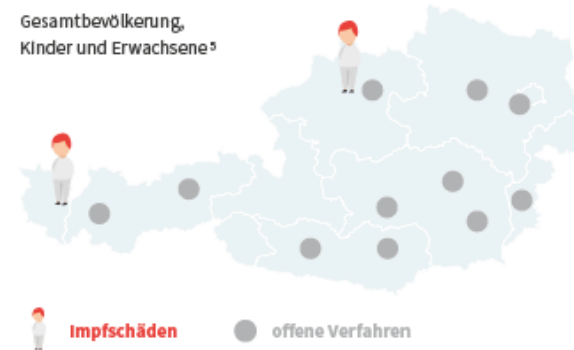 Gesamtbevölkerung,
Kinder und Erwachsene⁵
Impfschäden
offene Verfahren